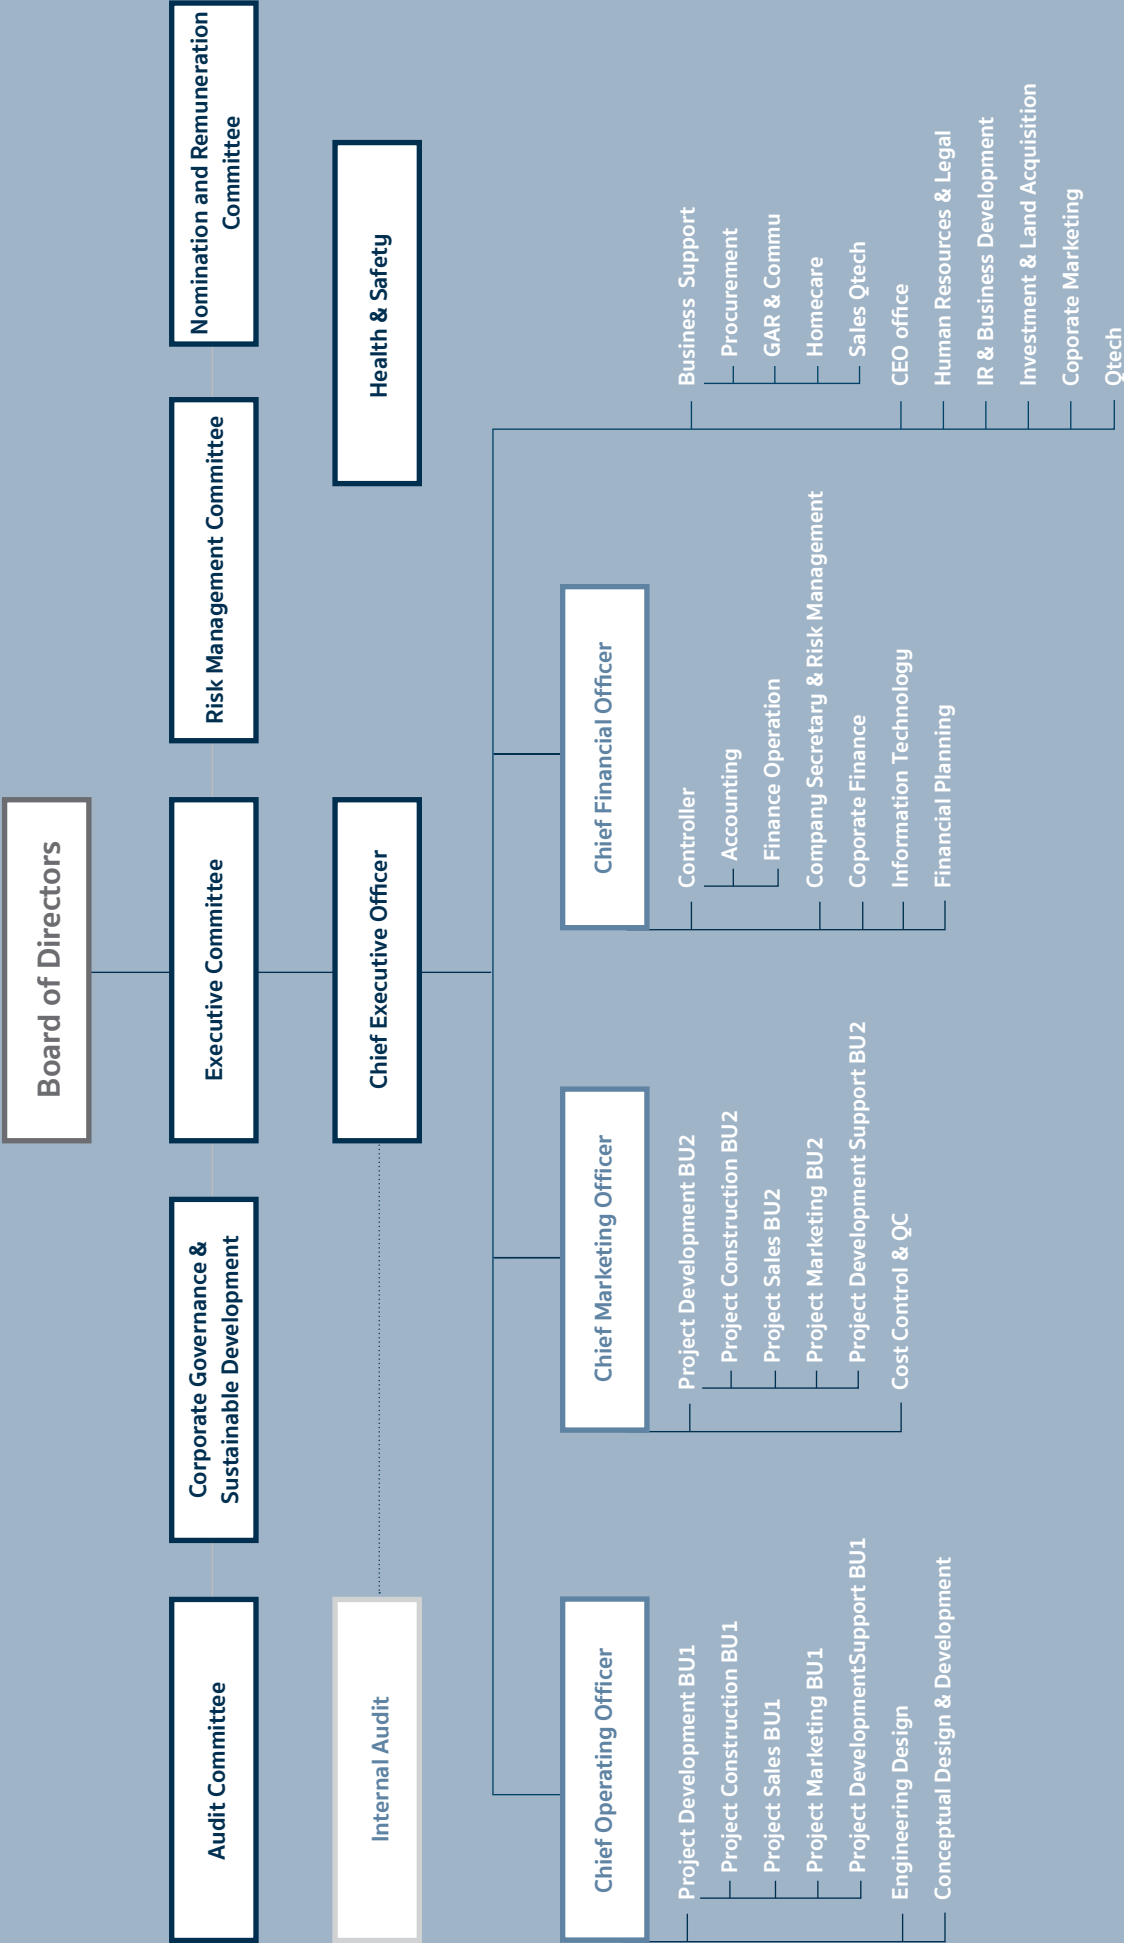 Board of Directors
Audit Committee
Corporate Governance &
Sustainable Development
Executive Committee
Risk Management Committee
Nomination and Remuneration
Committee
Internal Audit
Chief Executive Officer
Health & Safety
Chief Operating Officer
Project Development BU1
Project Construction BU1
Project Sales BU1
Project Marketing BU1
Project DevelopmentSupport BU1
Engineering Design
Conceptual Design & Development
Chief Marketing Officer
Project Development BU2
Project Construction BU2
Project Sales BU2
Project Marketing BU2
Project Development Support BU2
Cost Control & QC
Chief Financial Officer
Controller
Accounting
Finance Operation
Company Secretary & Risk Management
Coporate Finance
Information Technology
Financial Planning
Business Support
Procurement
GAR & Commu
Homecare
Sales Qtech
CEO office
Human Resources & Legal
IR & Business Development
Investment & Land Acquisition
Coporate Marketing
Qtech